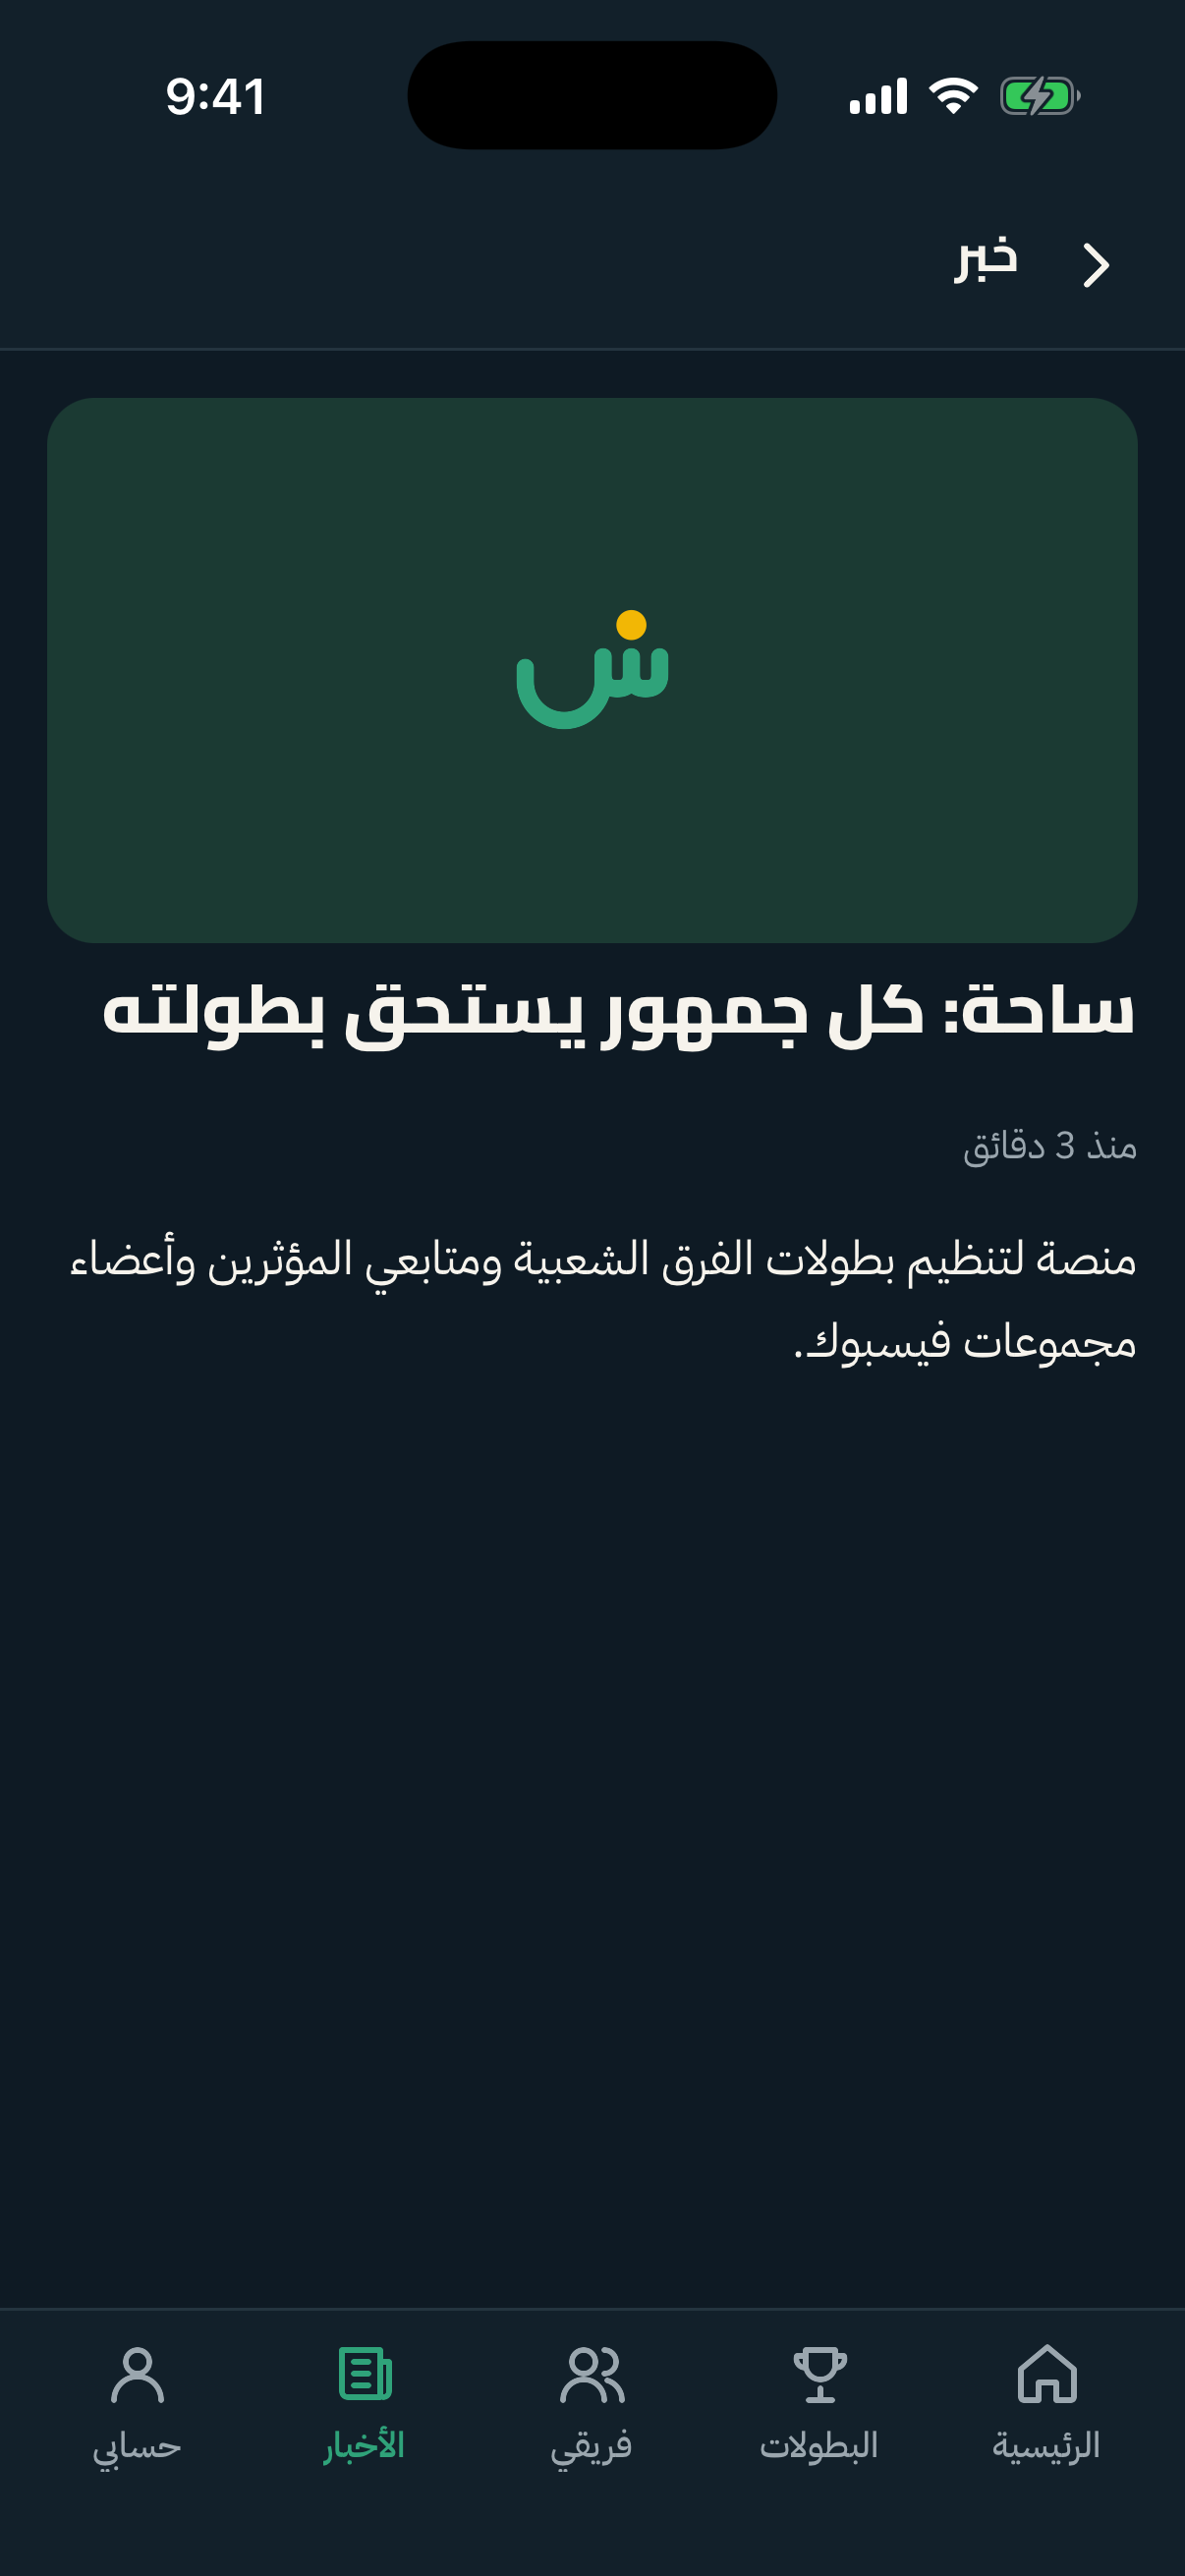 9:41
خبر
ساحة: كل جمهور يستحق بطولته
منذ 3 دقائق
منصة لتنظيم بطولات الفرق الشعبية ومتابعي المؤثرين وأعضاء
مجموعات فيسبوك.
الرئيسية
البطولات
فريقي
الأخبار
حسابي